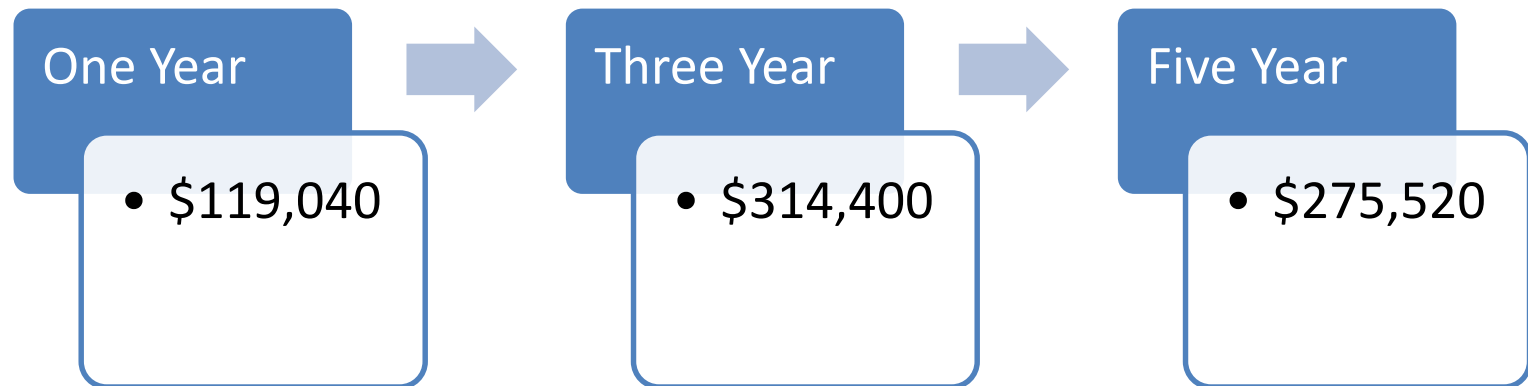 One Year
• $119,040
Three Year
• $314,400
Five Year
• $275,520